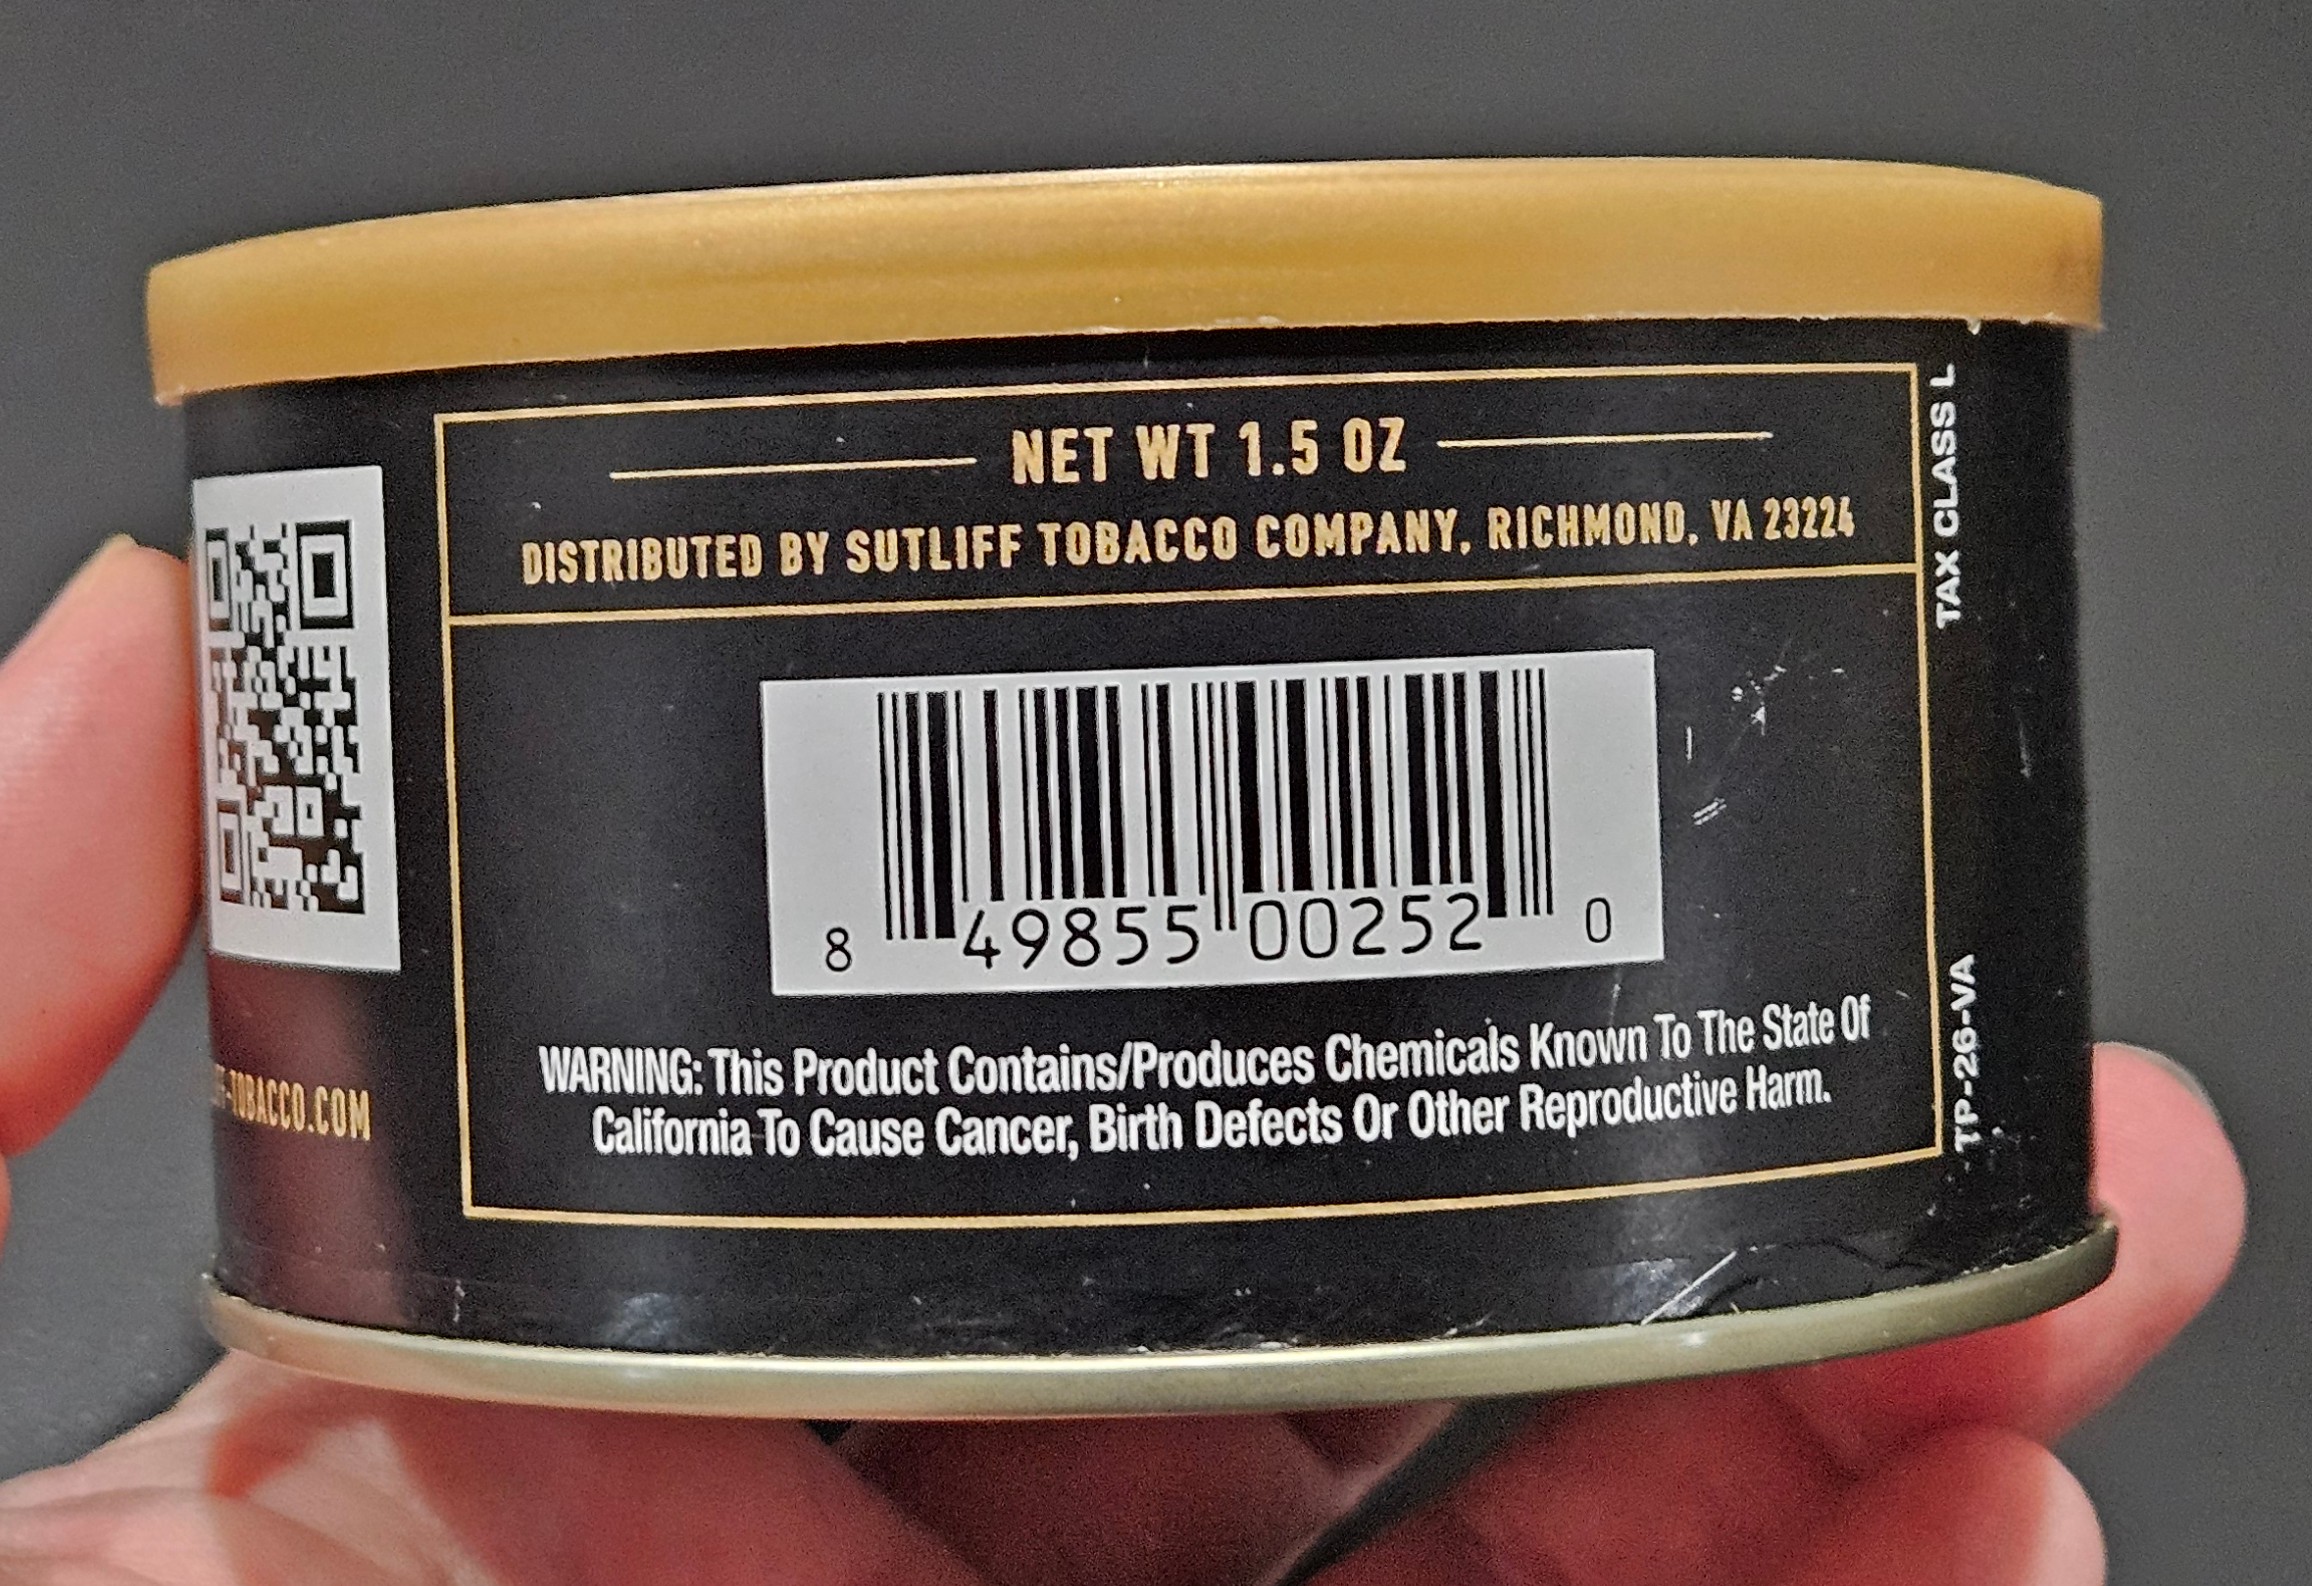 NET WT 1.5 OZ
DISTRIBUTED BY SUTLIFF TOBACCO COMPANY, RICHMOND, VA 23224
8 49855 00252 0
WARNING: This Product Contains/Produces Chemicals Known To The State Of
California To Cause Cancer, Birth Defects Or Other Reproductive Harm.
TAX CLASS L
TP-26-VA
-TOBACCO.COM